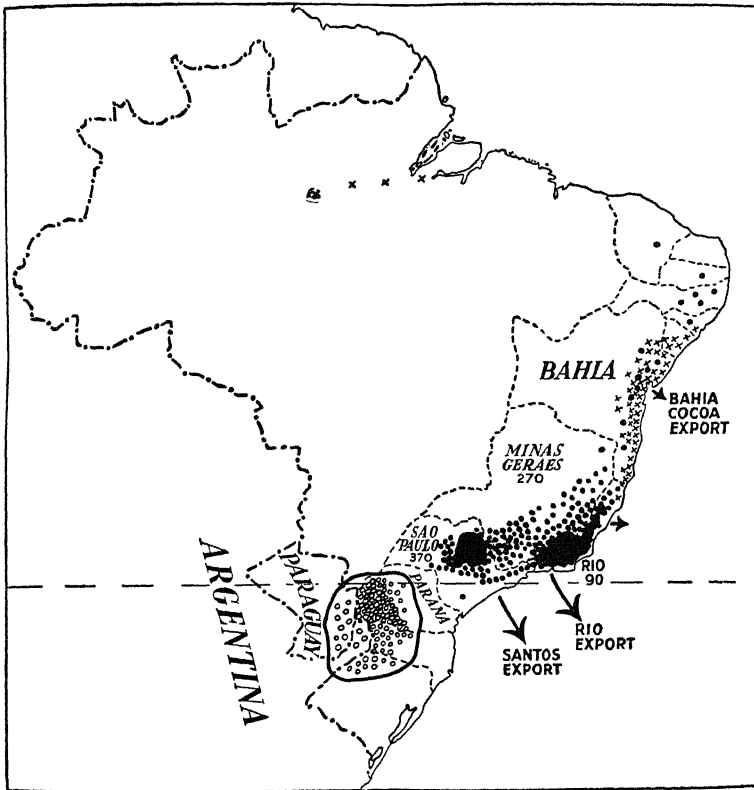 BAHIA
BAHIA
COCOA
EXPORT
MINAS
GERAES
270
SAO
PAULO
370
RIO
90
PARANA
PARAGUAY
ARGENTINA
RIO
EXPORT
SANTOS
EXPORT